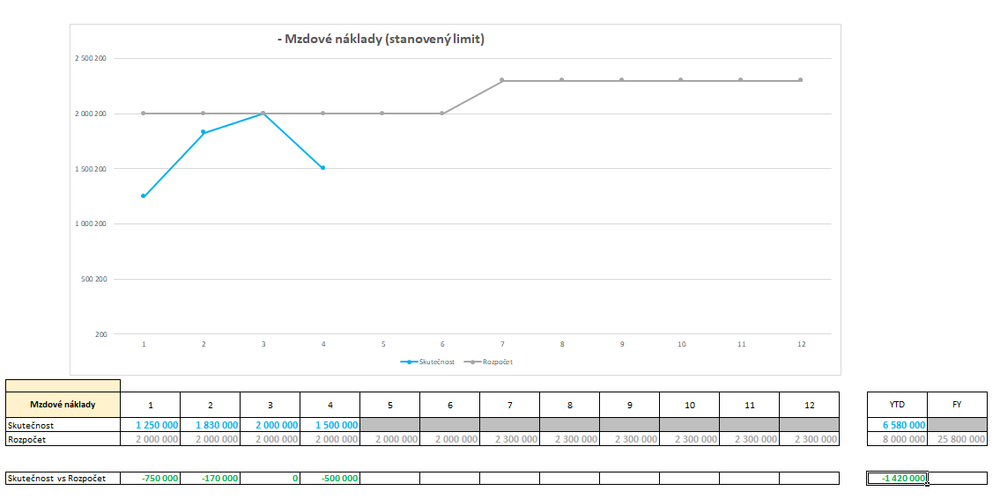 - Mzdové náklady (stanovený limit)
2 500 200
2 000 200
1 500 200
1 000 200
500 200
200
1 2 3 4 5 6 7 8 9 10 11 12
Skutečnost Rozpočet
Mzdové náklady 1 2 3 4 5 6 7 8 9 10 11 12 YTD FY
Skutečnost 1 250 000 1 830 000 2 000 000 1 500 000 6 580 000
Rozpočet 2 000 000 2 000 000 2 000 000 2 000 000 2 000 000 2 000 000 2 300 000 2 300 000 2 300 000 2 300 000 2 300 000 2 300 000 8 000 000 25 800 000
Skutečnost vs Rozpočet -750 000 -170 000 0 -500 000 -1 420 000